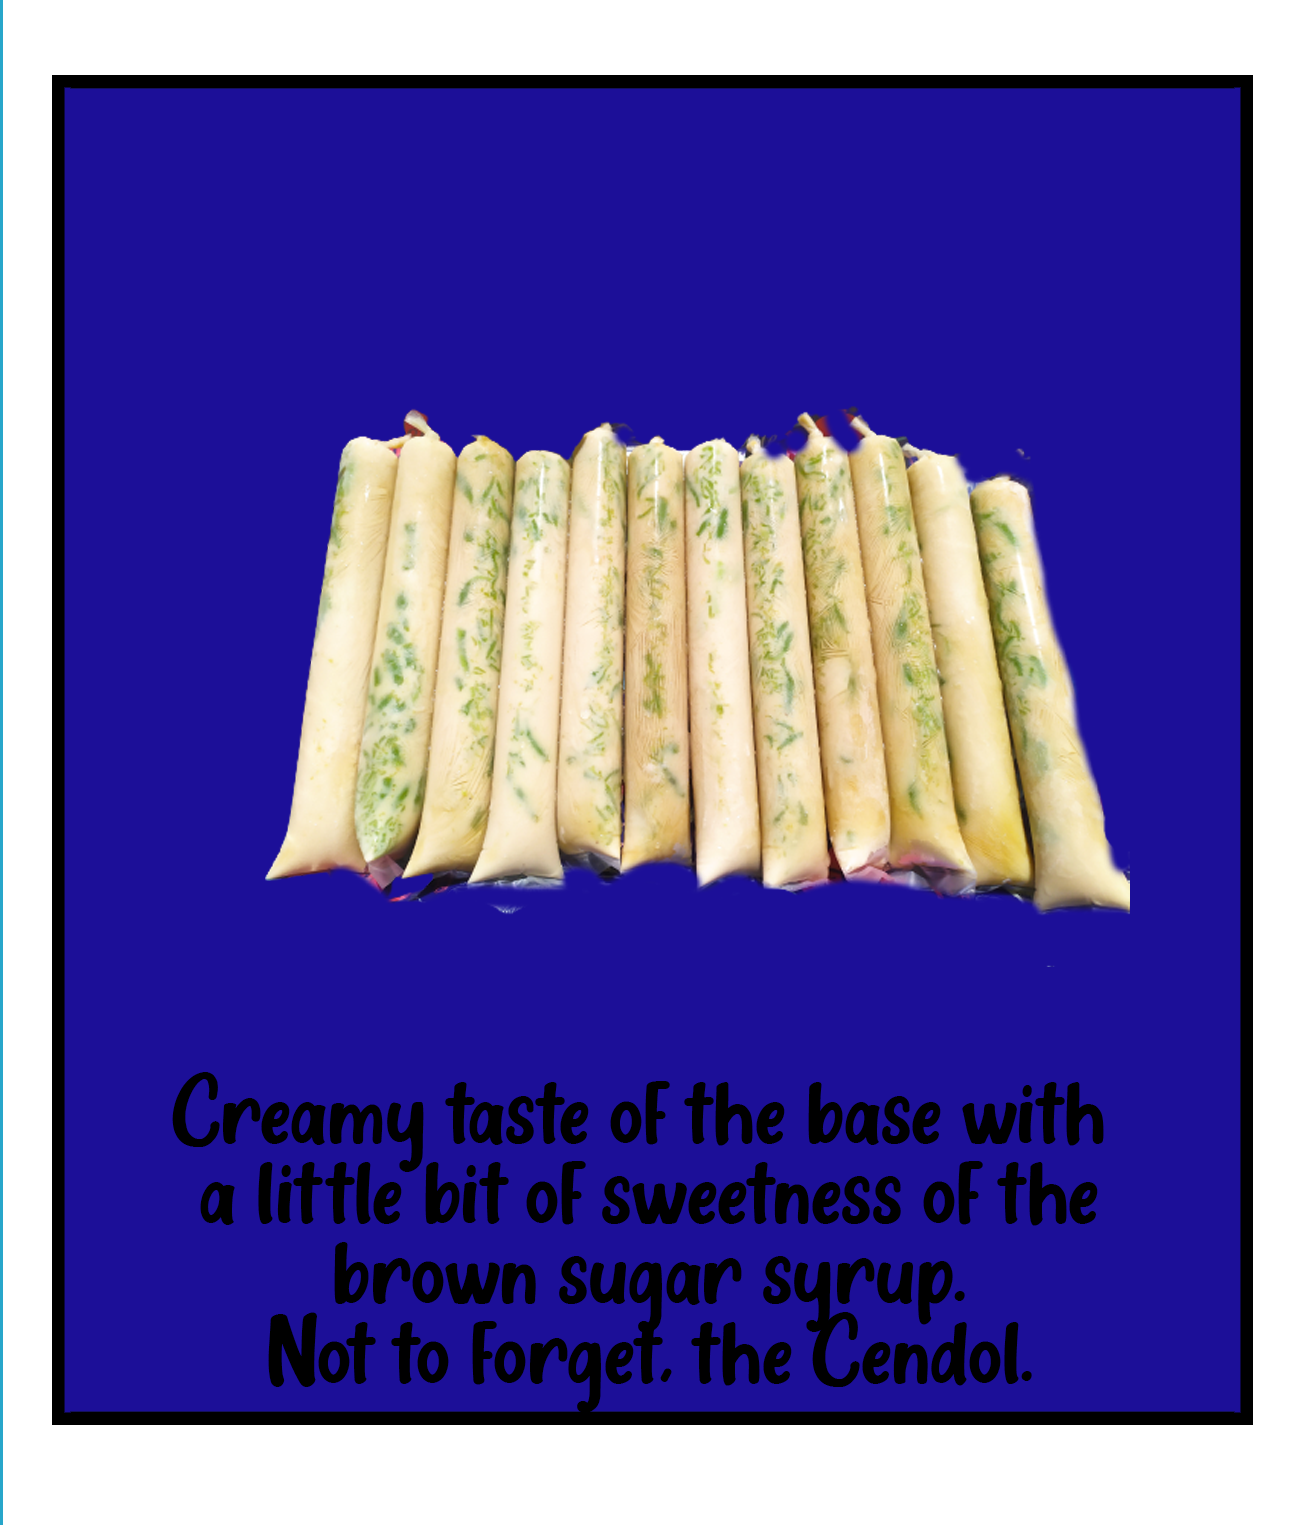 Creamy taste of the base with
a little bit of sweetness of the
brown sugar syrup.
Not to Forget, the Cendol.